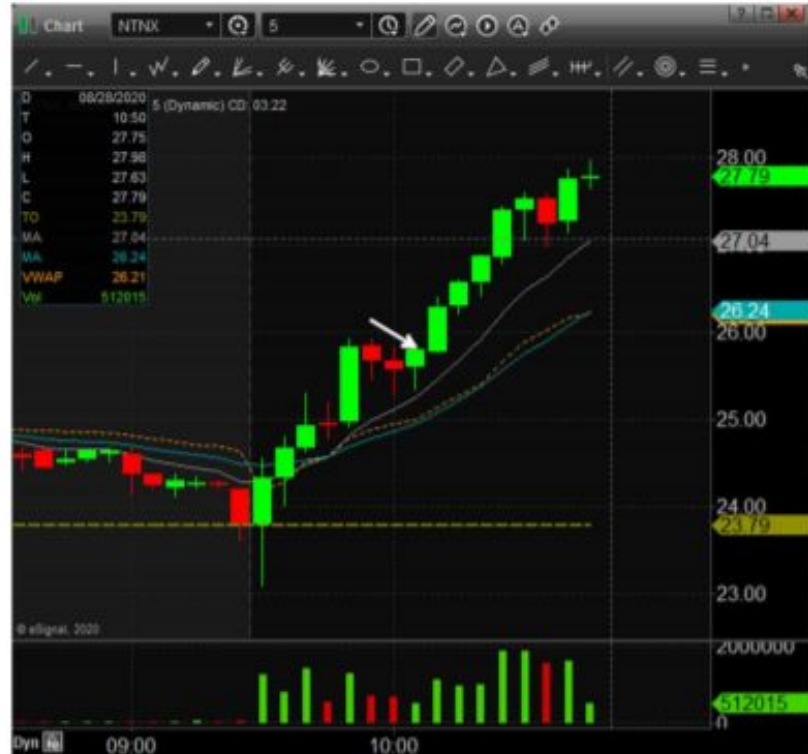 Chart NTNX 5
D 08/28/2020
5 (Dynamic) CD: 03:22
T 10:50
O 27.75
H 27.98
L 27.63
C 27.79
TO 23.79
MA 27.04
MA 26.24
VWAP 26.21
Vol 512015
28.00
27.79
27.04
26.24
26.00
25.00
24.00
23.79
23.00
© eSignal, 2020
2000000
512015
0
Dyn
09:00 10:00